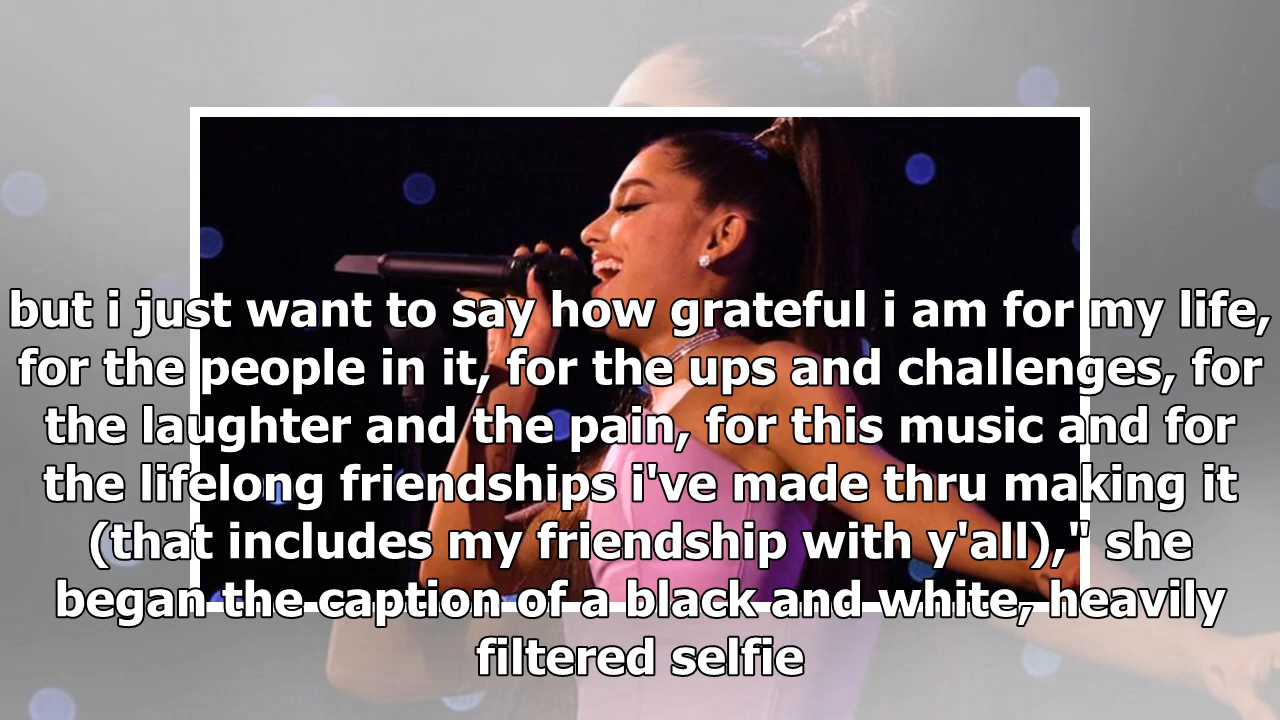 but i just want to say how grateful i am for my life,
for the people in it, for the ups and challenges, for
the laughter and the pain, for this music and for
the lifelong friendships i've made thru making it
(that includes my friendship with y'all)," she
began the caption of a black and white, heavily
filtered selfie